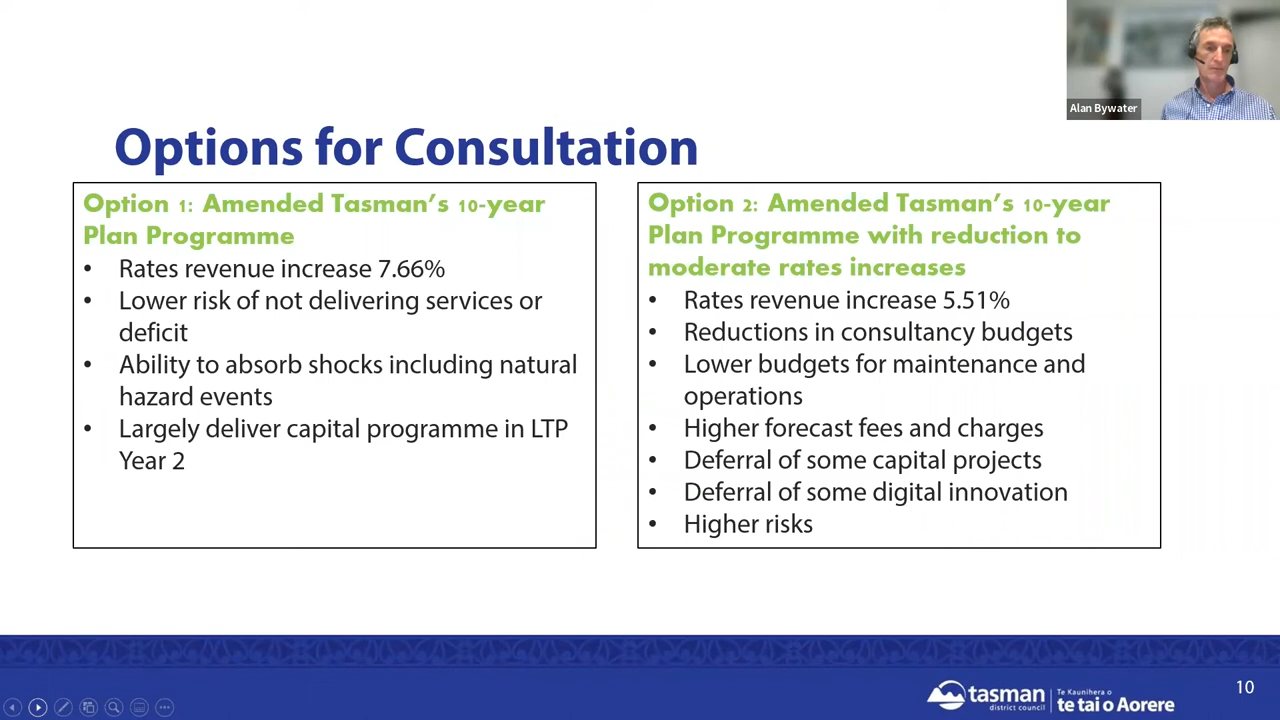 Alan Bywater
Options for Consultation
Option 1: Amended Tasman's 10-year
Plan Programme
• Rates revenue increase 7.66%
• Lower risk of not delivering services or
deficit
• Ability to absorb shocks including natural
hazard events
• Largely deliver capital programme in LTP
Year 2
Option 2: Amended Tasman's 10-year
Plan Programme with reduction to
moderate rates increases
• Rates revenue increase 5.51%
• Reductions in consultancy budgets
• Lower budgets for maintenance and
operations
• Higher forecast fees and charges
• Deferral of some capital projects
• Deferral of some digital innovation
• Higher risks
tasman
district council
Te Kaunihera o
te tai o Aorere
10